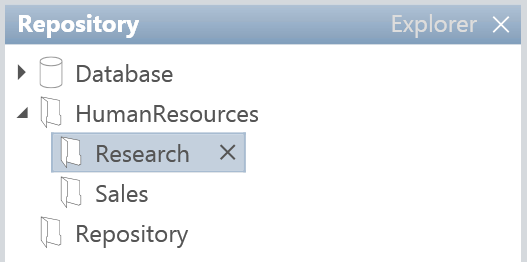 Repository Explorer
Database
HumanResources
Research
Sales
Repository